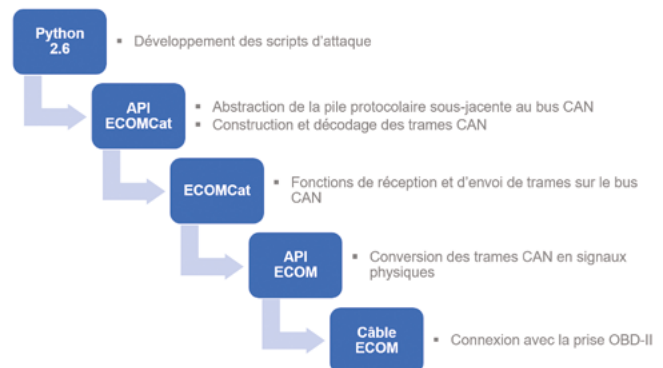 Python
2.6
▪ Développement des scripts d'attaque
API
ECOMCat
▪ Abstraction de la pile protocolaire sous-jacente au bus CAN
▪ Construction et décodage des trames CAN
ECOMCat
▪ Fonctions de réception et d'envoi de trames sur le bus
CAN
API
ECOM
▪ Conversion des trames CAN en signaux
physiques
Câble
ECOM
▪ Connexion avec la prise OBD-II